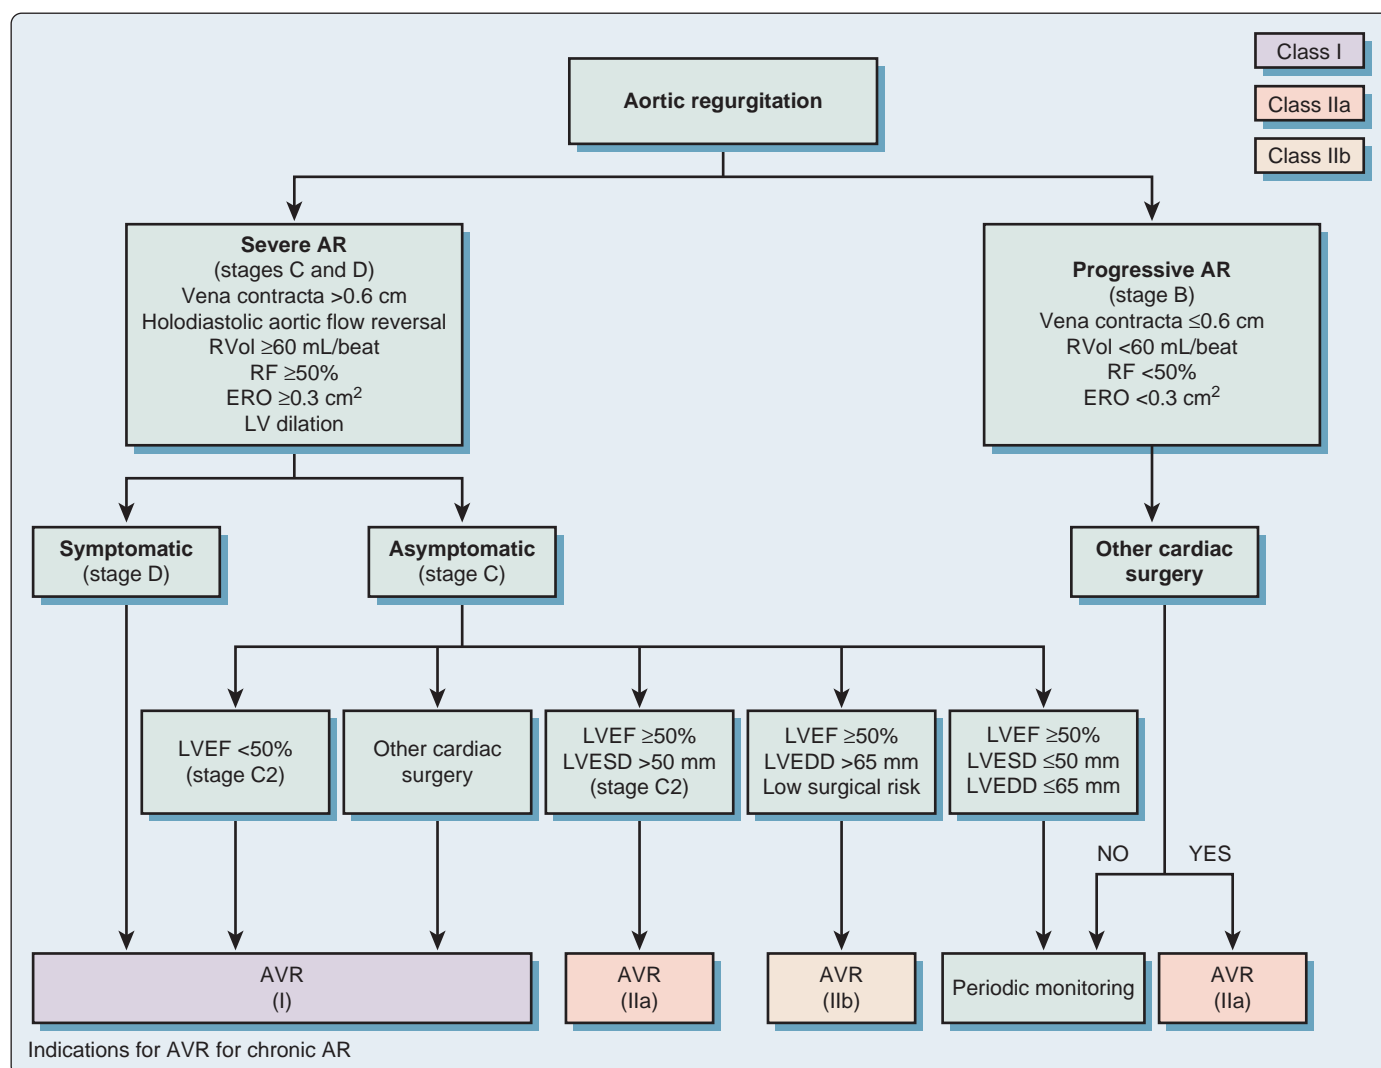 Class I
Class IIa
Class IIb
Aortic regurgitation
Severe AR
(stages C and D)
Vena contracta >0.6 cm
Holodiastolic aortic flow reversal
RVol ≥60 mL/beat
RF ≥50%
ERO ≥0.3 cm²
LV dilation
Progressive AR
(stage B)
Vena contracta ≤0.6 cm
RVol <60 mL/beat
RF <50%
ERO <0.3 cm²
Symptomatic
(stage D)
Asymptomatic
(stage C)
Other cardiac
surgery
LVEF <50%
(stage C2)
Other cardiac
surgery
LVEF ≥50%
LVESD >50 mm
(stage C2)
LVEF ≥50%
LVEDD >65 mm
Low surgical risk
LVEF ≥50%
LVESD ≤50 mm
LVEDD ≤65 mm
NO
YES
AVR
(I)
AVR
(IIa)
AVR
(IIb)
Periodic monitoring
AVR
(IIa)
Indications for AVR for chronic AR